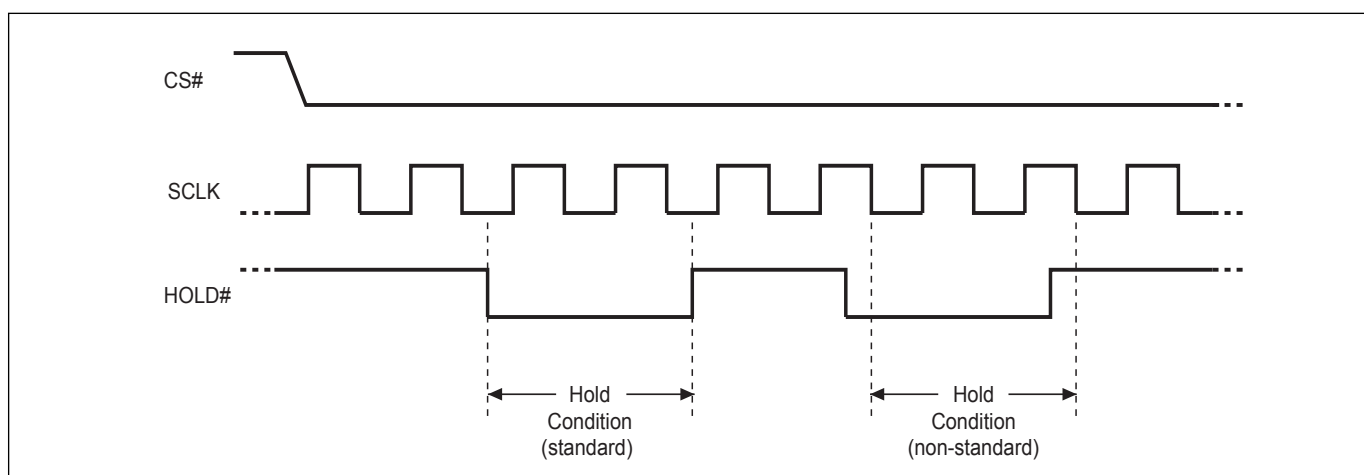 CS#
SCLK
HOLD#
Hold
Condition
(standard)
Hold
Condition
(non-standard)